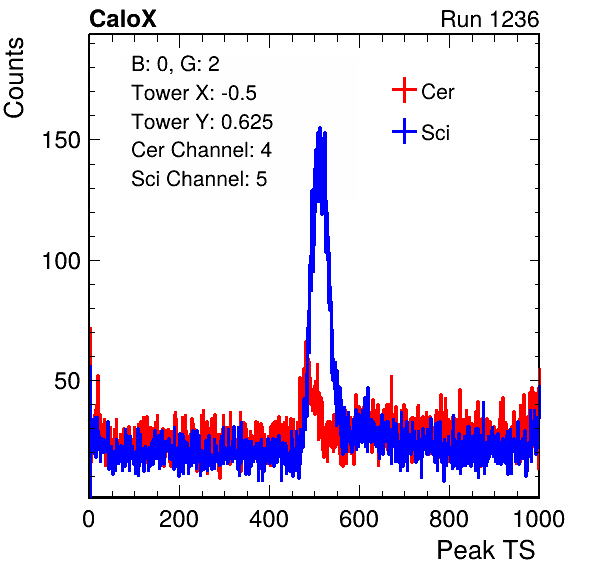 CaloX
Run 1236
Counts
B: 0, G: 2
Tower X: -0.5
Tower Y: 0.625
Cer Channel: 4
Sci Channel: 5
Cer
Sci
150
100
50
0 200 400 600 800 1000
Peak TS